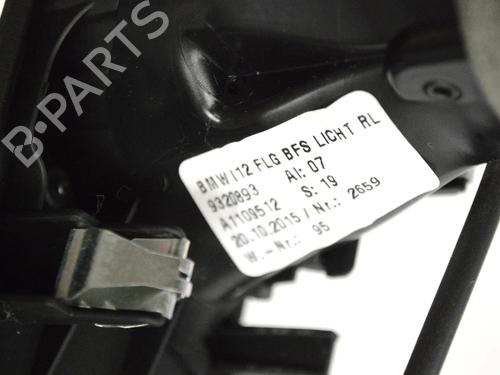 B-PARTS
BMW I12 FLG BFS LICHT RL
9320893 AI: 07
A1109512 S: 19
20.10.2015 / Nr.: 2659
W.-Nr.: 95